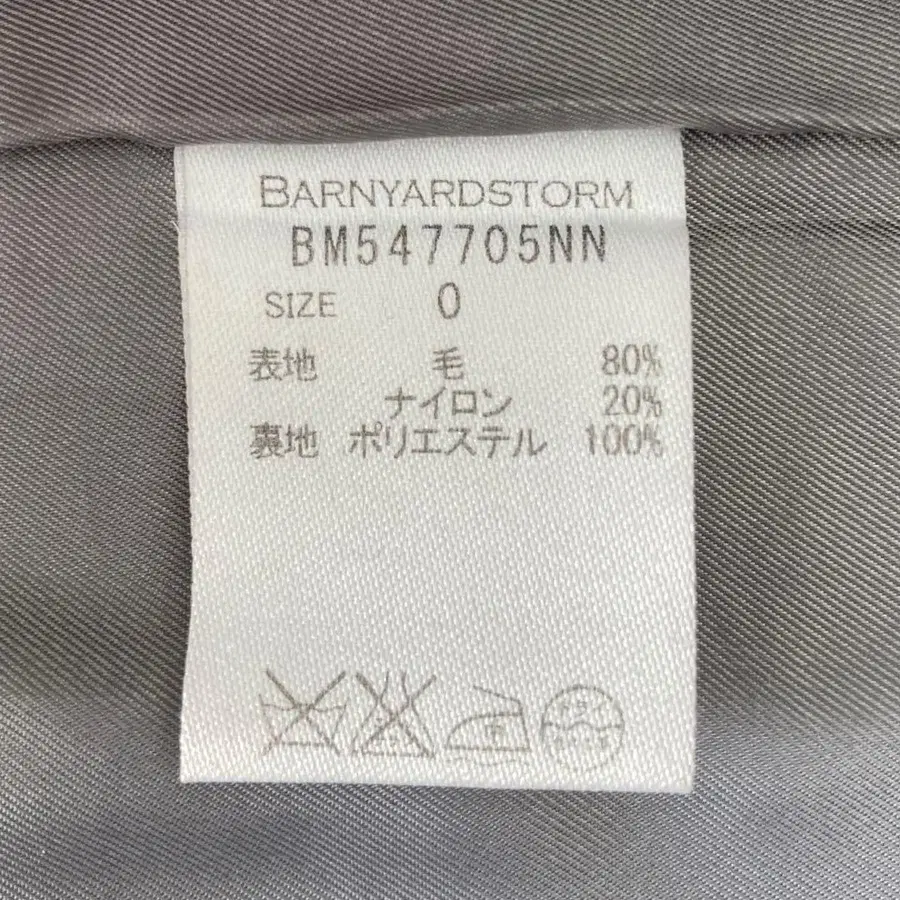 BARNYARDSTORM
BM547705NN
SIZE 0
表地 毛 80%
ナイロン 20%
裏地 ポリエステル 100%